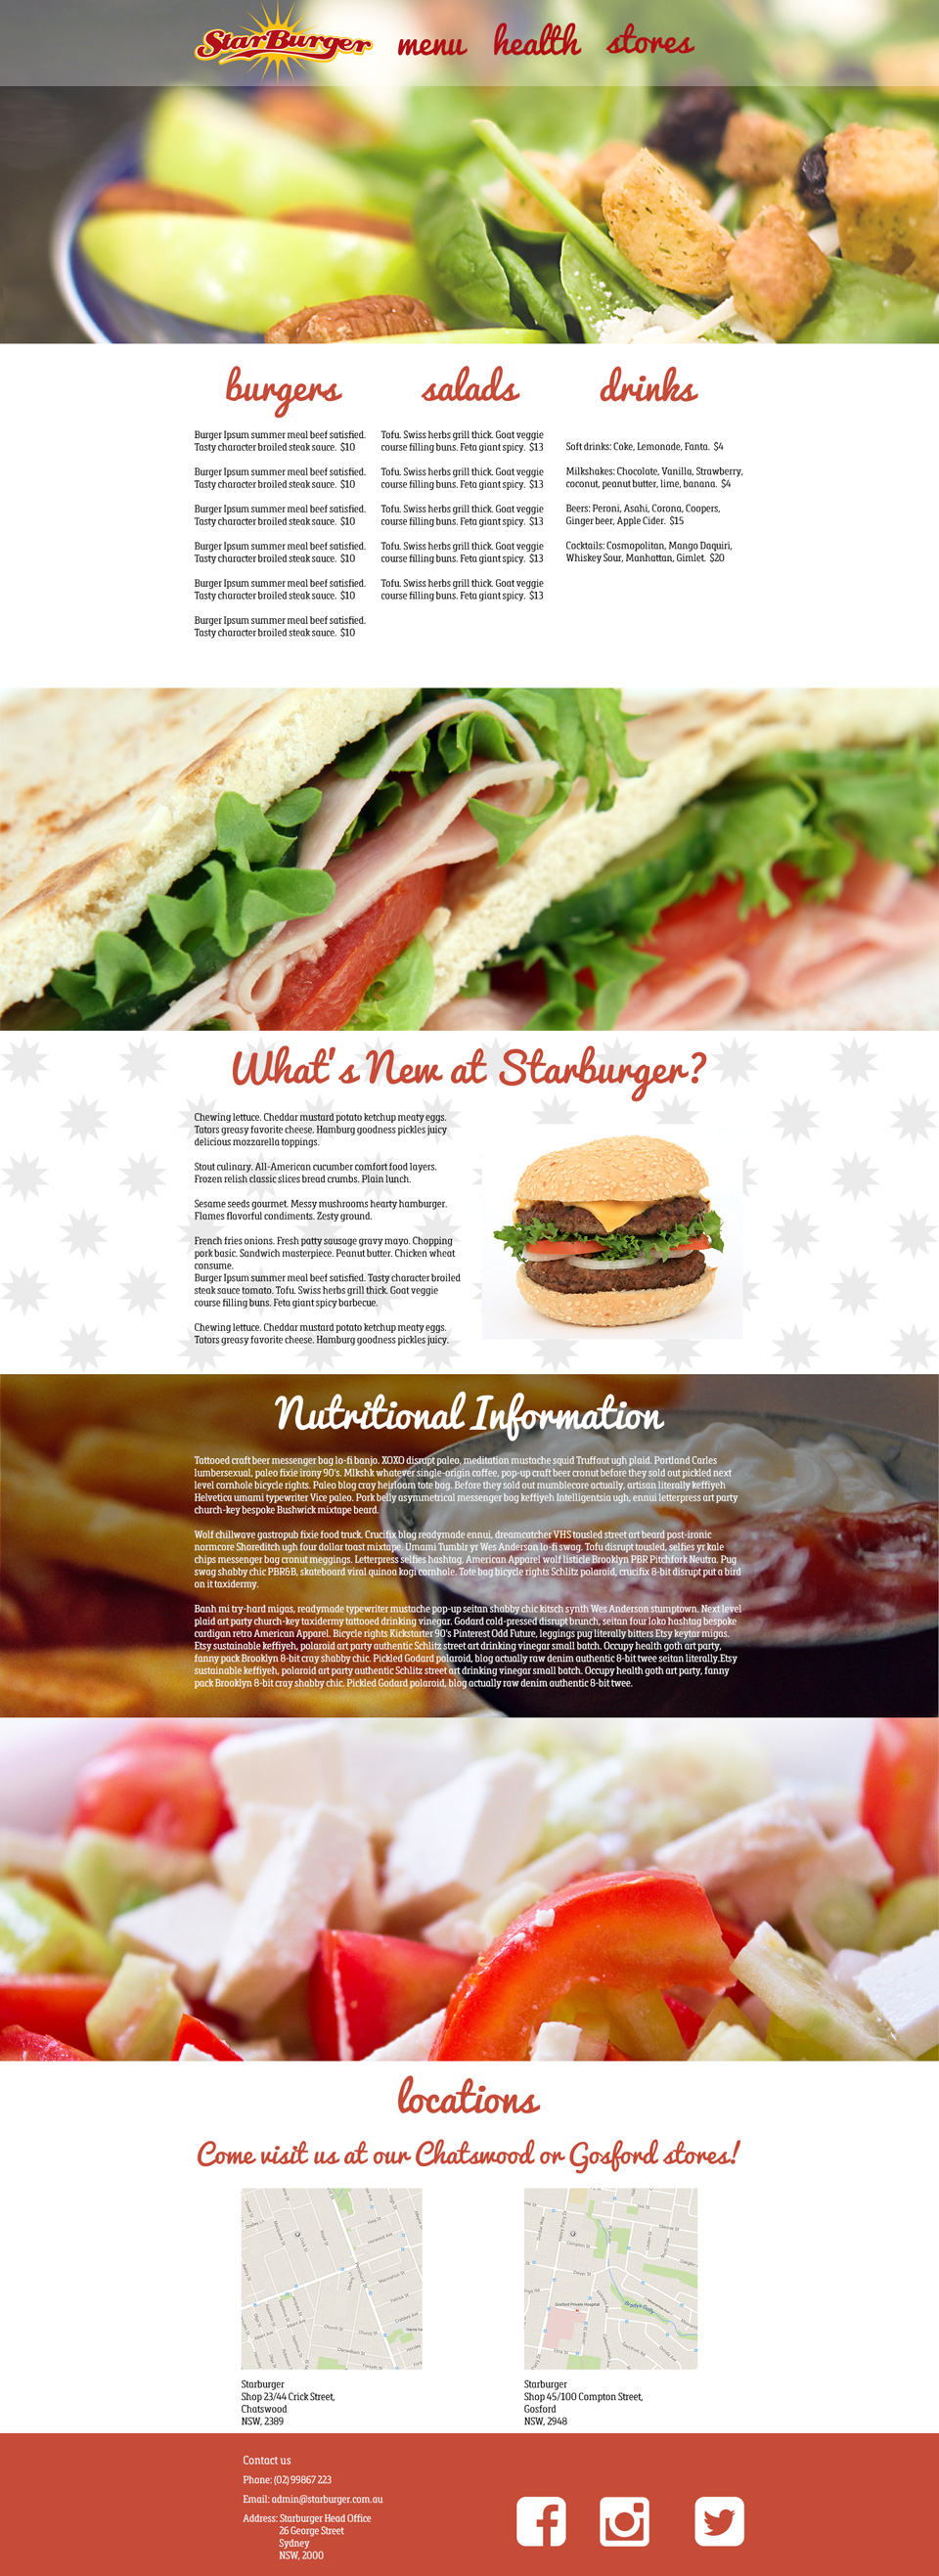 StarBurger
menu health stores
burgers
Burger Ipsum summer meal beef satisfied.
Tasty character broiled steak sauce. $10
Burger Ipsum summer meal beef satisfied.
Tasty character broiled steak sauce. $10
Burger Ipsum summer meal beef satisfied.
Tasty character broiled steak sauce. $10
Burger Ipsum summer meal beef satisfied.
Tasty character broiled steak sauce. $10
Burger Ipsum summer meal beef satisfied.
Tasty character broiled steak sauce. $10
Burger Ipsum summer meal beef satisfied.
Tasty character broiled steak sauce. $10
salads
Tofu. Swiss herbs grill thick. Goat veggie
course filling buns. Feta giant spicy. $13
Tofu. Swiss herbs grill thick. Goat veggie
course filling buns. Feta giant spicy. $13
Tofu. Swiss herbs grill thick. Goat veggie
course filling buns. Feta giant spicy. $13
Tofu. Swiss herbs grill thick. Goat veggie
course filling buns. Feta giant spicy. $13
Tofu. Swiss herbs grill thick. Goat veggie
course filling buns. Feta giant spicy. $13
drinks
Soft drinks: Coke, Lemonade, Fanta. $4
Milkshakes: Chocolate, Vanilla, Strawberry,
coconut, peanut butter, lime, banana. $4
Beers: Peroni, Asahi, Corona, Coopers,
Ginger beer, Apple Cider. $15
Cocktails: Cosmopolitan, Mango Daquiri,
Whiskey Sour, Manhattan, Gimlet. $20
What's New at Starburger?
Chewing lettuce. Cheddar mustard potato ketchup meaty eggs.
Tators greasy favorite cheese. Hamburg goodness pickles juicy
delicious mozzarella toppings.
Stout culinary. All-American cucumber comfort food layers.
Frozen relish classic slices bread crumbs. Plain lunch.
Sesame seeds gourmet. Messy mushrooms hearty hamburger.
Flames flavorful condiments. Zesty ground.
French fries onions. Fresh patty sausage gravy mayo. Chopping
pork basic. Sandwich masterpiece. Peanut butter. Chicken wheat
consume.
Burger Ipsum summer meal beef satisfied. Tasty character broiled
steak sauce tomato. Tofu. Swiss herbs grill thick. Goat veggie
course filling buns. Feta giant spicy barbecue.
Chewing lettuce. Cheddar mustard potato ketchup meaty eggs.
Tators greasy favorite cheese. Hamburg goodness pickles juicy.
Nutritional Information
Tattooed craft beer messenger bag lo-fi banjo. XOXO disrupt paleo, meditation mustache squid Truffaut ugh plaid. Portland Carles
lumbersexual, paleo fixie irony 90's. Mlkshk whatever single-origin coffee, pop-up craft beer cronut before they sold out pickled next
level cornhole bicycle rights. Paleo blog cray heirloom tote bag. Before they sold out mumblecore actually, artisan literally keffiyeh
Helvetica umami typewriter Vice paleo. Pork belly asymmetrical messenger bag keffiyeh Intelligentsia ugh, ennui letterpress art party
church-key bespoke Bushwick mixtape beard.
Wolf chillwave gastropub fixie food truck. Crucifix blog readymade ennui, dreamcatcher VHS tousled street art beard post-ironic
normcore Shoreditch ugh four dollar toast mixtape. Umami Tumblr yr Wes Anderson lo-fi swag. Tofu disrupt tousled, selfies yr kale
chips messenger bag cronut meggings. Letterpress selfies hashtag, American Apparel wolf listicle Brooklyn PBR Pitchfork Neutra. Pug
swag shabby chic PBR&B, skateboard viral quinoa kogi cornhole. Tote bag bicycle rights Schlitz polaroid, crucifix 8-bit disrupt put a bird
on it taxidermy.
Banh mi try-hard migas, readymade typewriter mustache pop-up seitan shabby chic kitsch synth Wes Anderson stumptown. Next level
plaid art party church-key taxidermy tattooed drinking vinegar. Godard cold-pressed disrupt brunch, seitan four loko hashtag bespoke
cardigan retro American Apparel. Bicycle rights Kickstarter 90's Pinterest Odd Future, leggings pug literally bitters Etsy keytar migas.
Etsy sustainable keffiyeh, polaroid art party authentic Schlitz street art drinking vinegar small batch. Occupy health goth art party,
fanny pack Brooklyn 8-bit cray shabby chic. Pickled Godard polaroid, blog actually raw denim authentic 8-bit twee seitan literally.Etsy
sustainable keffiyeh, polaroid art party authentic Schlitz street art drinking vinegar small batch. Occupy health goth art party, fanny
pack Brooklyn 8-bit cray shabby chic. Pickled Godard polaroid, blog actually raw denim authentic 8-bit twee.
locations
Come visit us at our Chatswood or Gosford stores!
Gosford Private Hospital
Starburger
Shop 23/44 Crick Street,
Chatswood
NSW, 2389
Starburger
Shop 45/100 Compton Street,
Gosford
NSW, 2948
Contact us
Phone: (02) 99867 223
Email: admin@starburger.com.au
Address: Starburger Head Office
26 George Street
Sydney
NSW, 2000